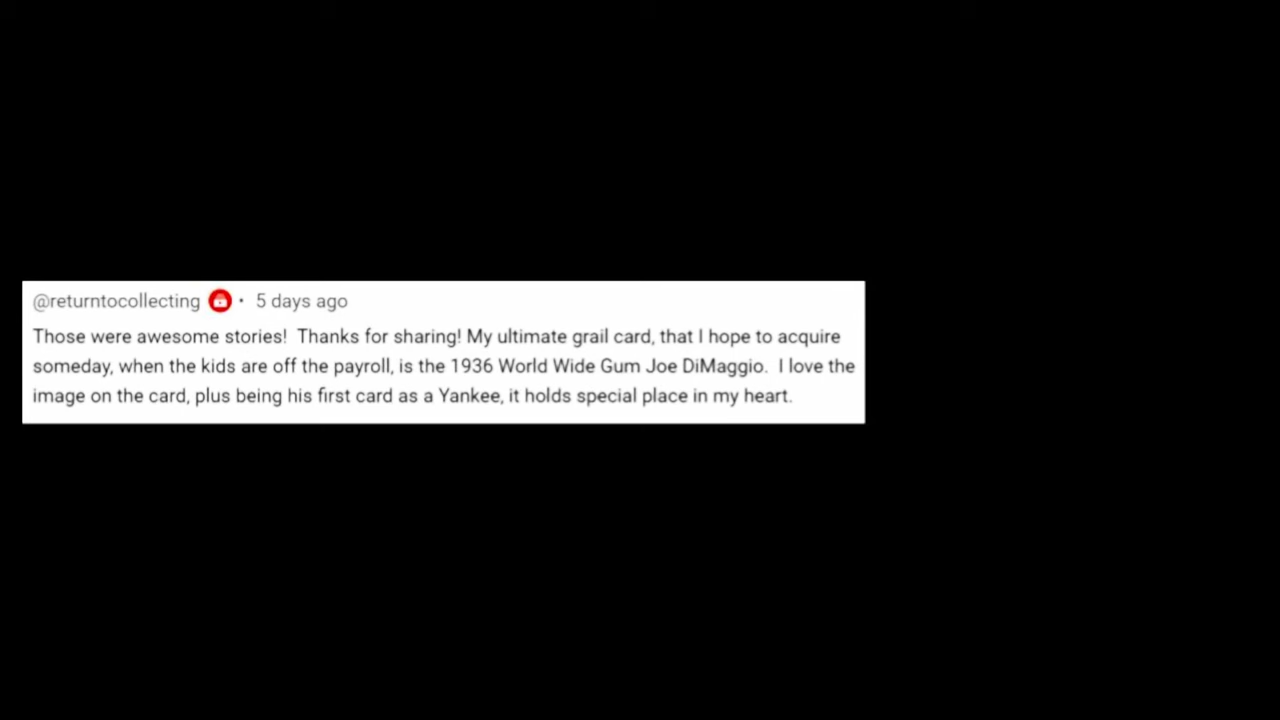 @returntocollecting · 5 days ago
Those were awesome stories!  Thanks for sharing! My ultimate grail card, that I hope to acquire
someday, when the kids are off the payroll, is the 1936 World Wide Gum Joe DiMaggio.  I love the
image on the card, plus being his first card as a Yankee, it holds special place in my heart.